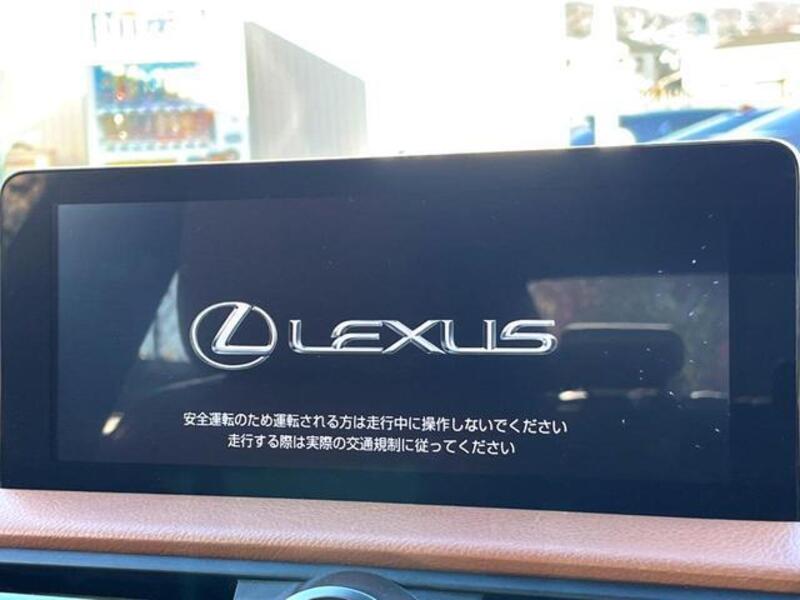 LEXUS
安全運転のため運転される方は走行中に操作しないでください
走行する際は実際の交通規制に従ってください